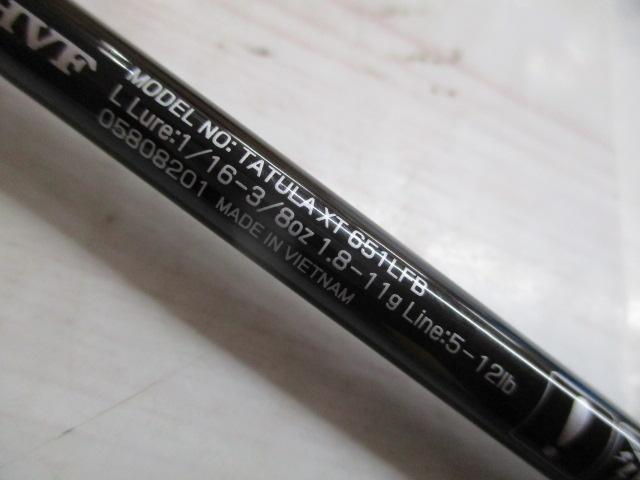 HVF
MODEL NO: TATULA XT 651LFB
L Lure:1/16-3/8oz 1.8-11g Line:5-12lb
05808201 MADE IN VIETNAM